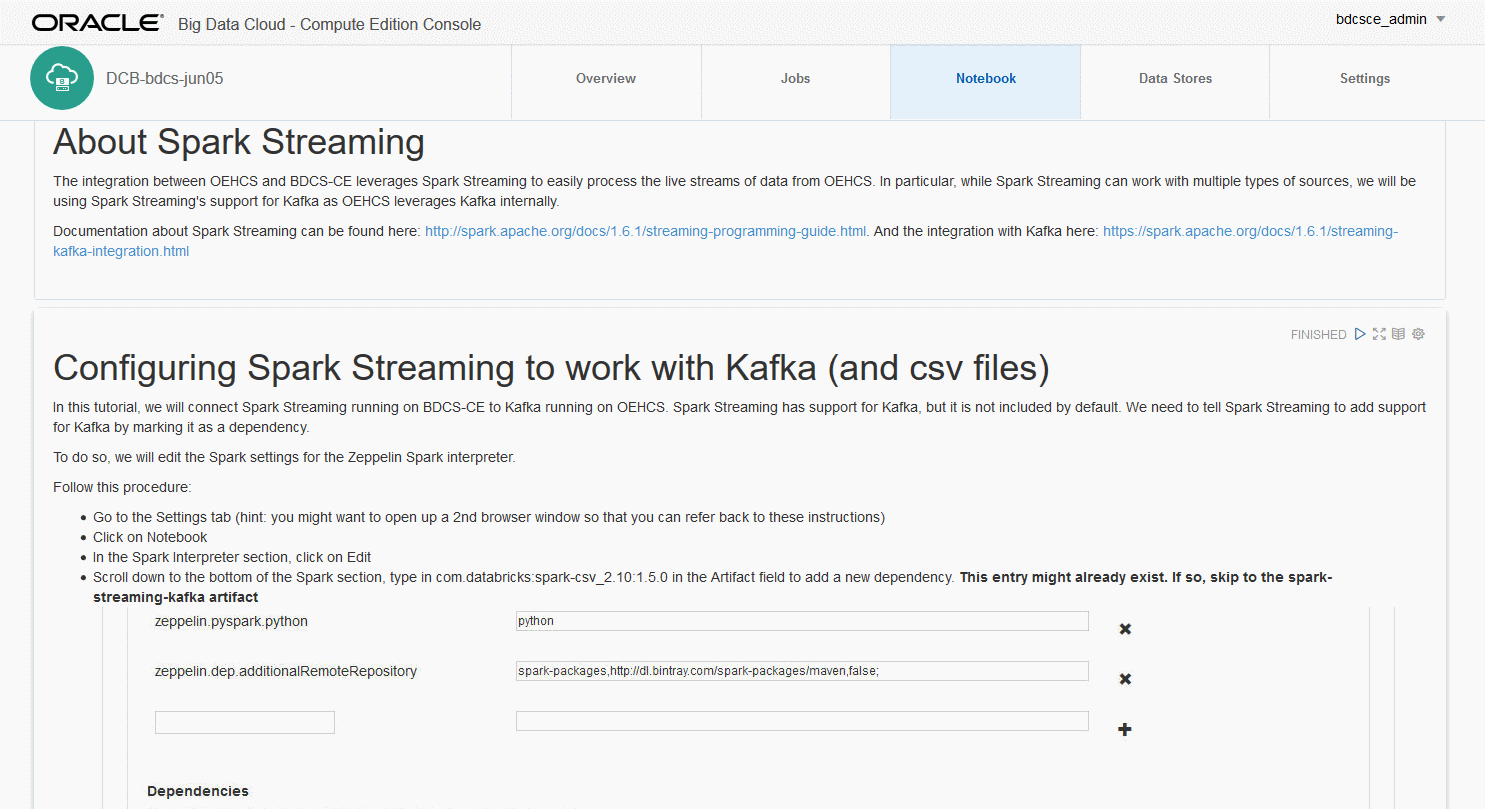 ORACLE® Big Data Cloud - Compute Edition Console
bdcsce_admin
DCB-bdcs-jun05
Overview
Jobs
Notebook
Data Stores
Settings
About Spark Streaming
The integration between OEHCS and BDCS-CE leverages Spark Streaming to easily process the live streams of data from OEHCS. In particular, while Spark Streaming can work with multiple types of sources, we will be
using Spark Streaming's support for Kafka as OEHCS leverages Kafka internally.
Documentation about Spark Streaming can be found here: http://spark.apache.org/docs/1.6.1/streaming-programming-guide.html. And the integration with Kafka here: https://spark.apache.org/docs/1.6.1/streaming-
kafka-integration.html
FINISHED
Configuring Spark Streaming to work with Kafka (and csv files)
In this tutorial, we will connect Spark Streaming running on BDCS-CE to Kafka running on OEHCS. Spark Streaming has support for Kafka, but it is not included by default. We need to tell Spark Streaming to add support
for Kafka by marking it as a dependency.
To do so, we will edit the Spark settings for the Zeppelin Spark interpreter.
Follow this procedure:
• Go to the Settings tab (hint: you might want to open up a 2nd browser window so that you can refer back to these instructions)
• Click on Notebook
• In the Spark Interpreter section, click on Edit
• Scroll down to the bottom of the Spark section, type in com.databricks:spark-csv_2.10:1.5.0 in the Artifact field to add a new dependency. This entry might already exist. If so, skip to the spark-
streaming-kafka artifact
zeppelin.pyspark.python
python
zeppelin.dep.additionalRemoteRepository
spark-packages,http://dl.bintray.com/spark-packages/maven,false;
Dependencies